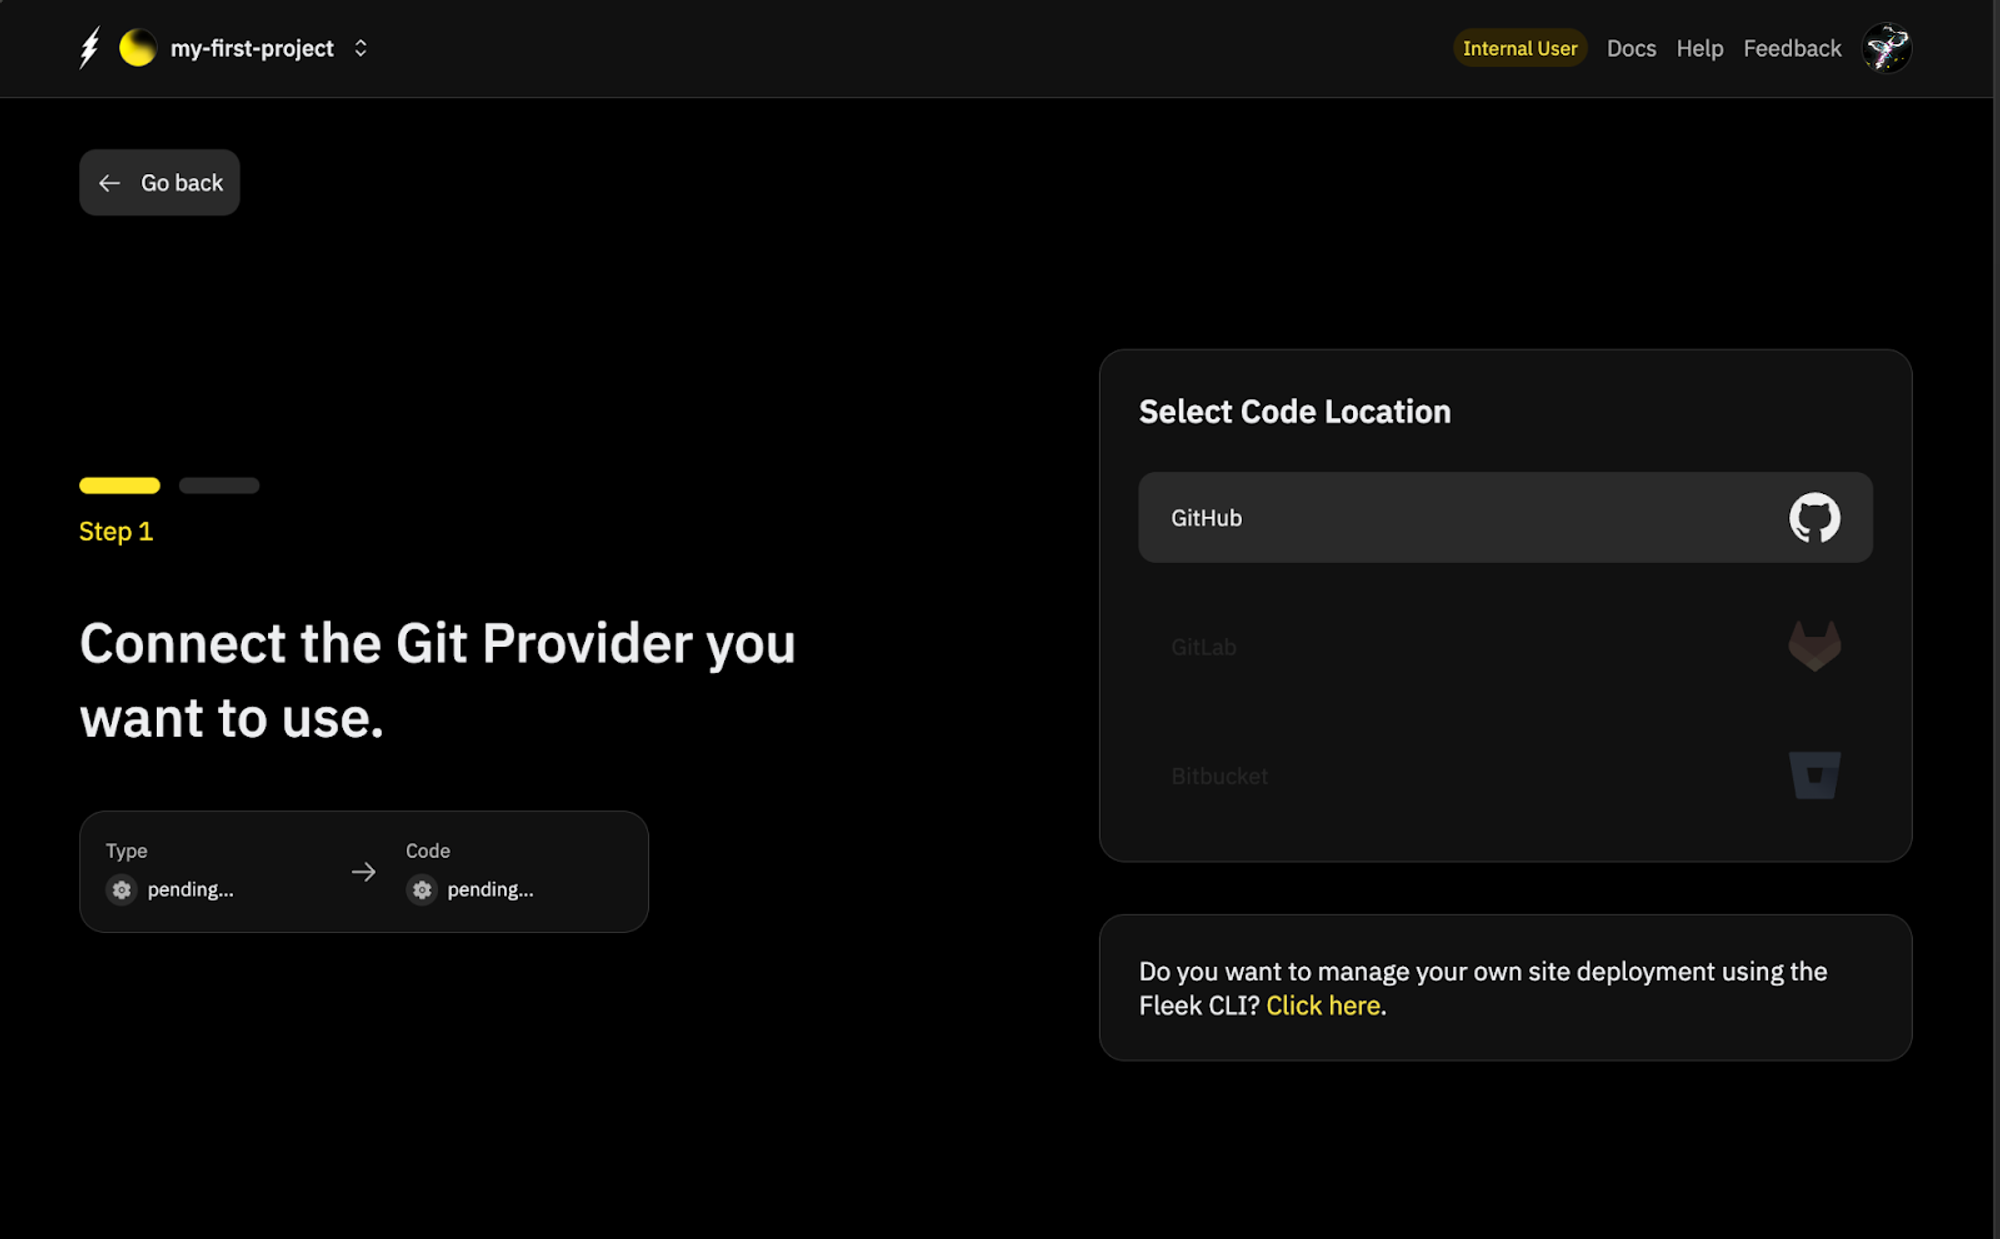 my-first-project
Internal User
Docs
Help
Feedback
Go back
Step 1
Connect the Git Provider you
want to use.
Type
pending...
Code
pending...
Select Code Location
GitHub
GitLab
Bitbucket
Do you want to manage your own site deployment using the
Fleek CLI? Click here.